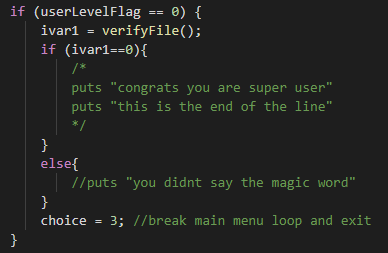 if (userLevelFlag == 0) {
    ivar1 = verifyFile();
    if (ivar1==0){
        /*
        puts "congrats you are super user"
        puts "this is the end of the line"
        */
    }
    else{
        //puts "you didnt say the magic word"
    }
    choice = 3; //break main menu loop and exit
}